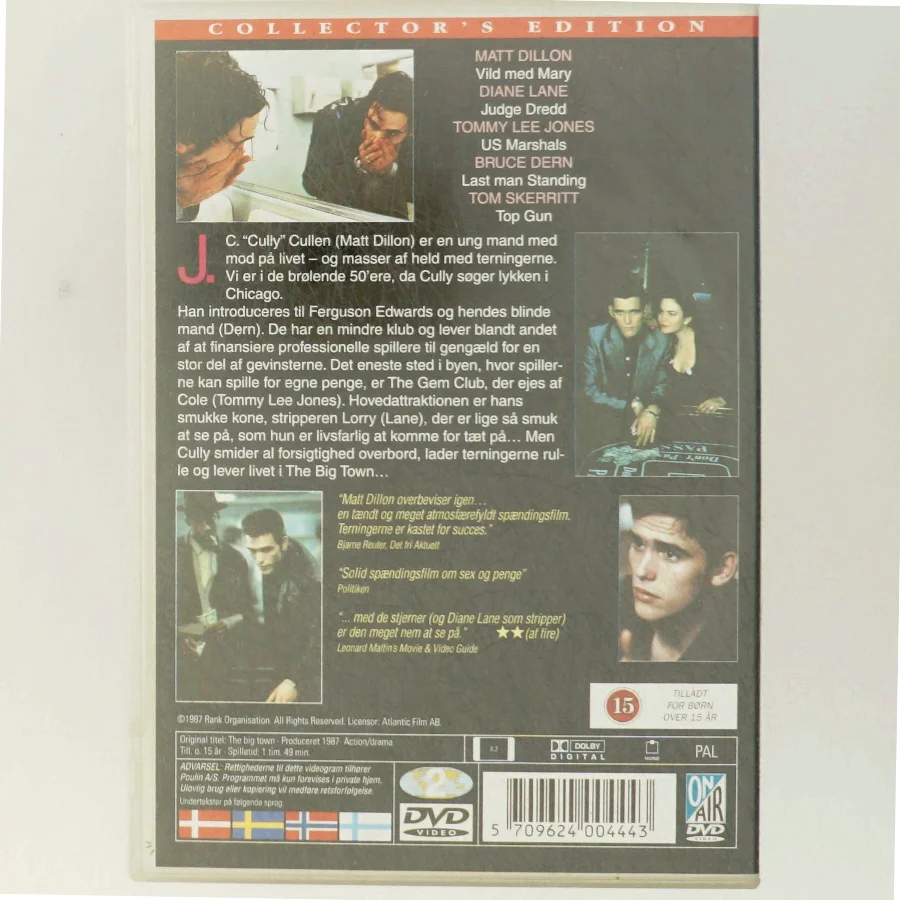 COLLECTOR'S EDITION
MATT DILLON
Vild med Mary
DIANE LANE
Judge Dredd
TOMMY LEE JONES
US Marshals
BRUCE DERN
Last man Standing
TOM SKERRITT
Top Gun
J. C. “Cully” Cullen (Matt Dillon) er en ung mand med
mod på livet – og masser af held med terningerne.
Vi er i de brølende 50'ere, da Cully søger lykken i
Chicago.
Han introduceres til Ferguson Edwards og hendes blinde
mand (Dern). De har en mindre klub og lever blandt andet
af at finansiere professionelle spillere til gengæld for en
stor del af gevinsterne. Det eneste sted i byen, hvor spiller-
ne kan spille for egne penge, er The Gem Club, der ejes af
Cole (Tommy Lee Jones). Hovedattraktionen er hans
smukke kone, stripperen Lorry (Lane), der er lige så smuk
at se på, som hun er livsfarlig at komme for tæt på... Men
Cully smider al forsigtighed overbord, lader terningerne rul-
le og lever livet i The Big Town...
PASS
Don't Pa
“Matt Dillon overbeviser igen...
en tændt og meget atmosfærefyldt spændingsfilm.
Terningerne er kastet for succes.”
Bjarne Reuter, Det fri Aktuelt
“Solid spændingsfilm om sex og penge”
Politiken
“... med de stjerner (og Diane Lane som stripper)
er den meget nem at se på.” ★★ (af fire)
Leonard Maltin's Movie & Video Guide
15
TILLADT
FOR BØRN
OVER 15 ÅR
©1987 Rank Organisation. All Rights Reserved. Licensor: Atlantic Film AB.
Original titel: The big town · Produceret 1987 · Action/drama
Till. o. 15 år · Spilletid: 1 tim. 49 min.
4:3
DOLBY
DIGITAL
PAL
ADVARSEL: Rettighederne til dette videogram tilhører
Poulin A/S. Programmet må kun forevises i private hjem.
Ulovlig brug eller kopiering vil medføre retsforfølgelse.
Undertekster på følgende sprog:
2
DVD
VIDEO
5 709624 004443
ON
AIR
DVD
VIDEO